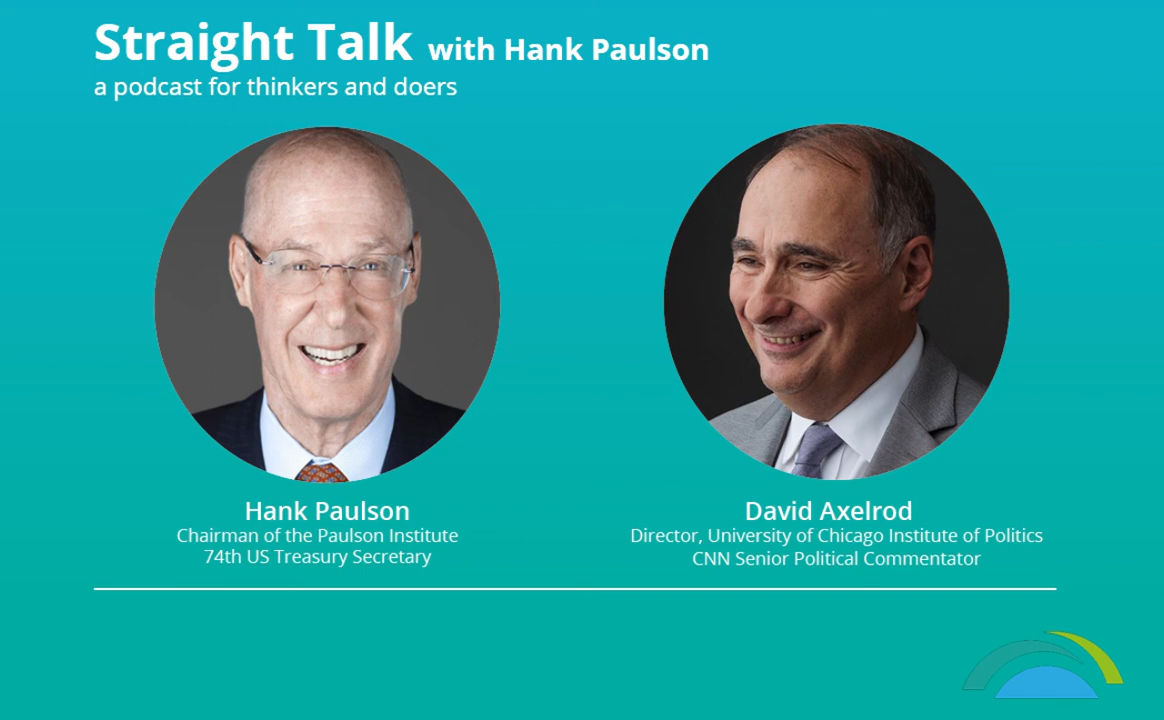 Straight Talk with Hank Paulson
a podcast for thinkers and doers
Hank Paulson
Chairman of the Paulson Institute
74th US Treasury Secretary
David Axelrod
Director, University of Chicago Institute of Politics
CNN Senior Political Commentator